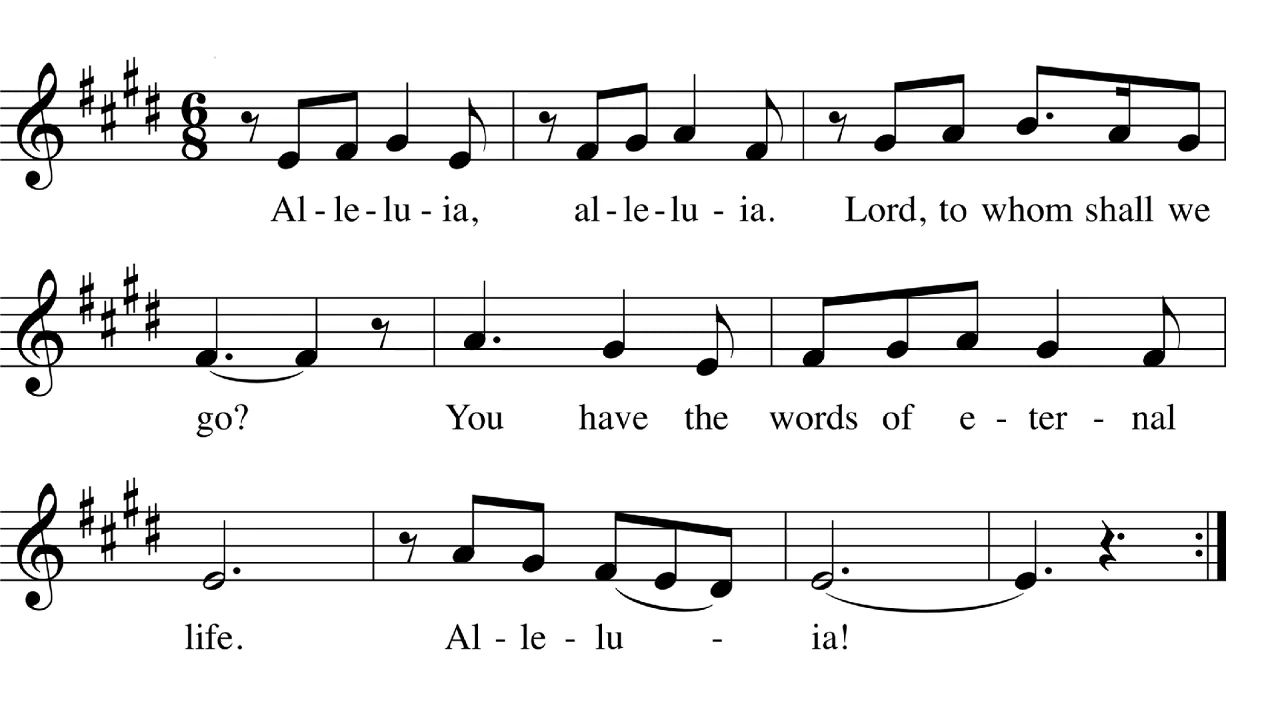 6
8
Al - le - lu - ia, al - le - lu - ia. Lord, to whom shall we
go? You have the words of e - ter - nal
life. Al - le - lu - ia!